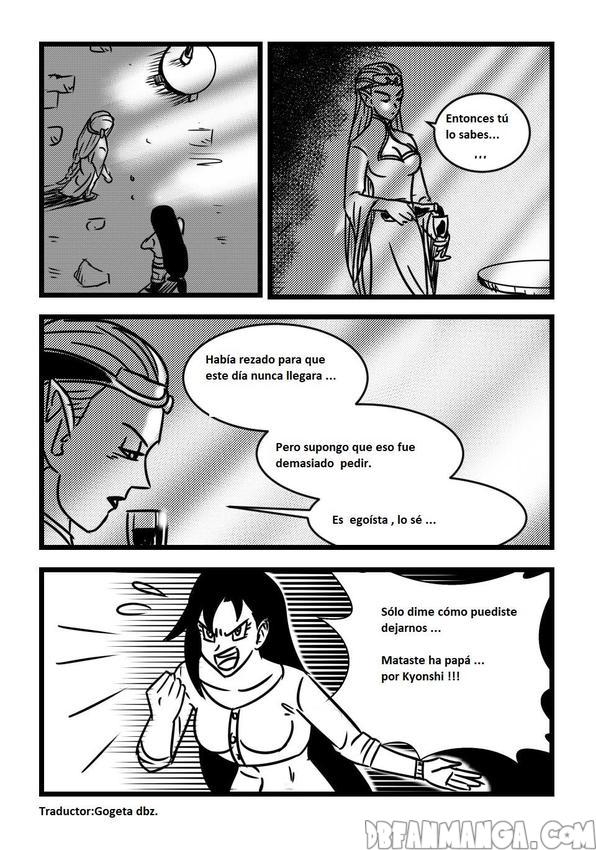 Entonces tú
lo sabes...
,,,
Había rezado para que
este día nunca llegara ...
Pero supongo que eso fue
demasiado pedir.
Es egoísta , lo sé ...
Sólo dime cómo puediste
dejarnos ...
Mataste ha papá ...
por Kyonshi !!!
Traductor:Gogeta dbz.
DBFANMANGA.COM